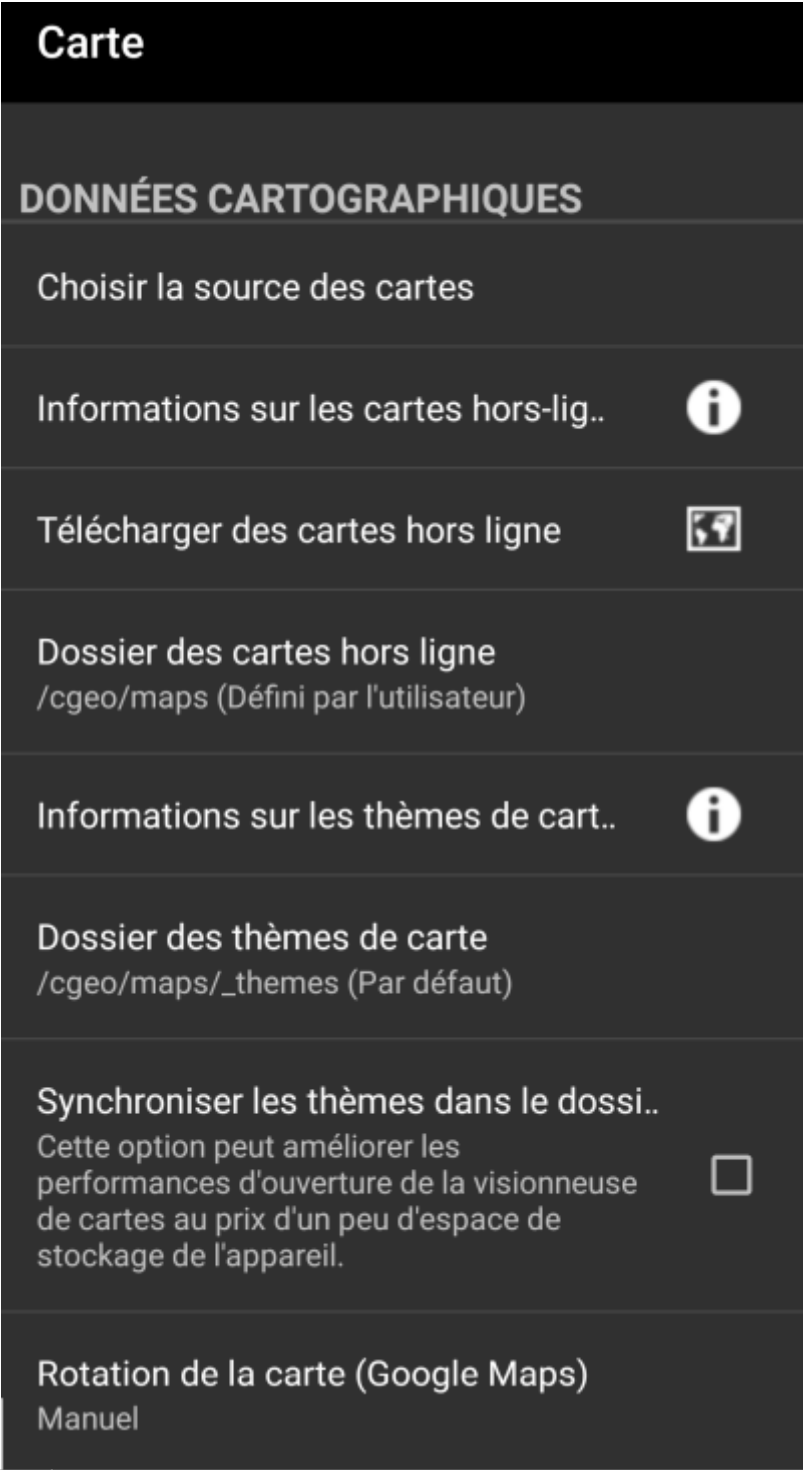 Carte
DONNÉES CARTOGRAPHIQUES
Choisir la source des cartes
Informations sur les cartes hors-lig..
Télécharger des cartes hors ligne
Dossier des cartes hors ligne
/cgeo/maps (Défini par l'utilisateur)
Informations sur les thèmes de cart..
Dossier des thèmes de carte
/cgeo/maps/_themes (Par défaut)
Synchroniser les thèmes dans le dossi..
Cette option peut améliorer les
performances d'ouverture de la visionneuse
de cartes au prix d'un peu d'espace de
stockage de l'appareil.
Rotation de la carte (Google Maps)
Manuel